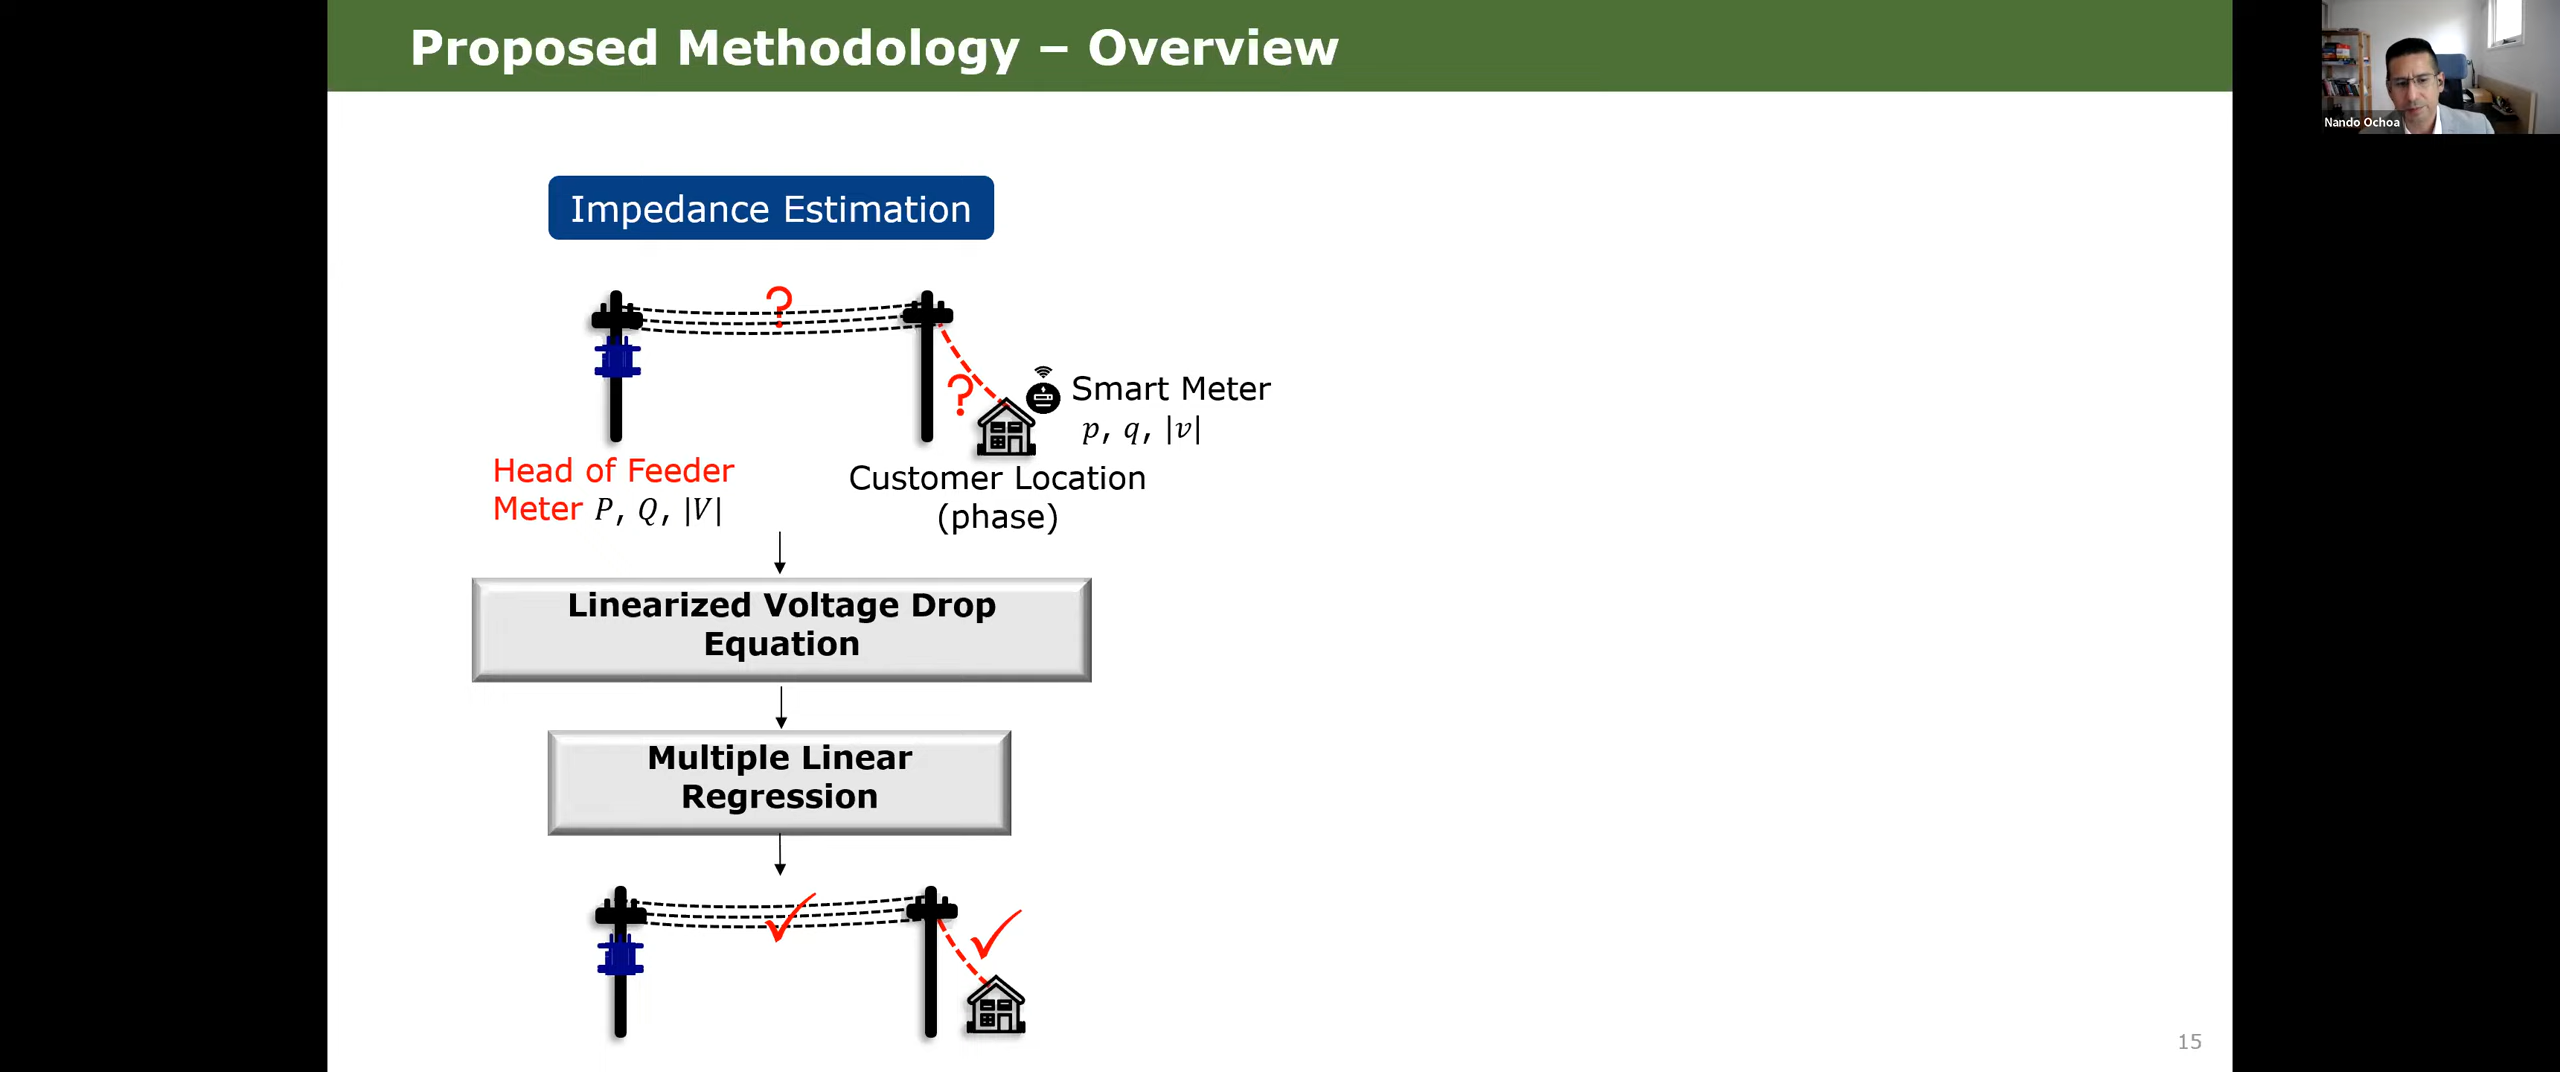 Proposed Methodology – Overview
Nando Ochoa
Impedance Estimation
?
?
Smart Meter
p, q, |v|
Head of Feeder
Meter P, Q, |V|
Customer Location
(phase)
Linearized Voltage Drop
Equation
Multiple Linear
Regression
15